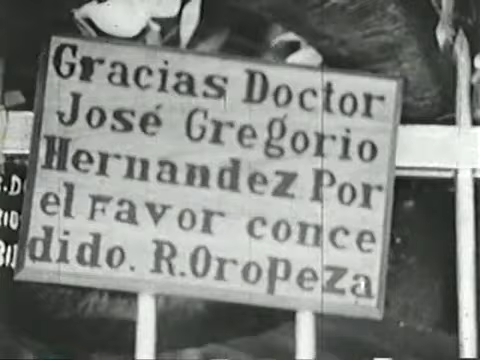 Gracias Doctor
José Gregorio
Hernandez Por
el Favor conce
dido. R.Oropeza